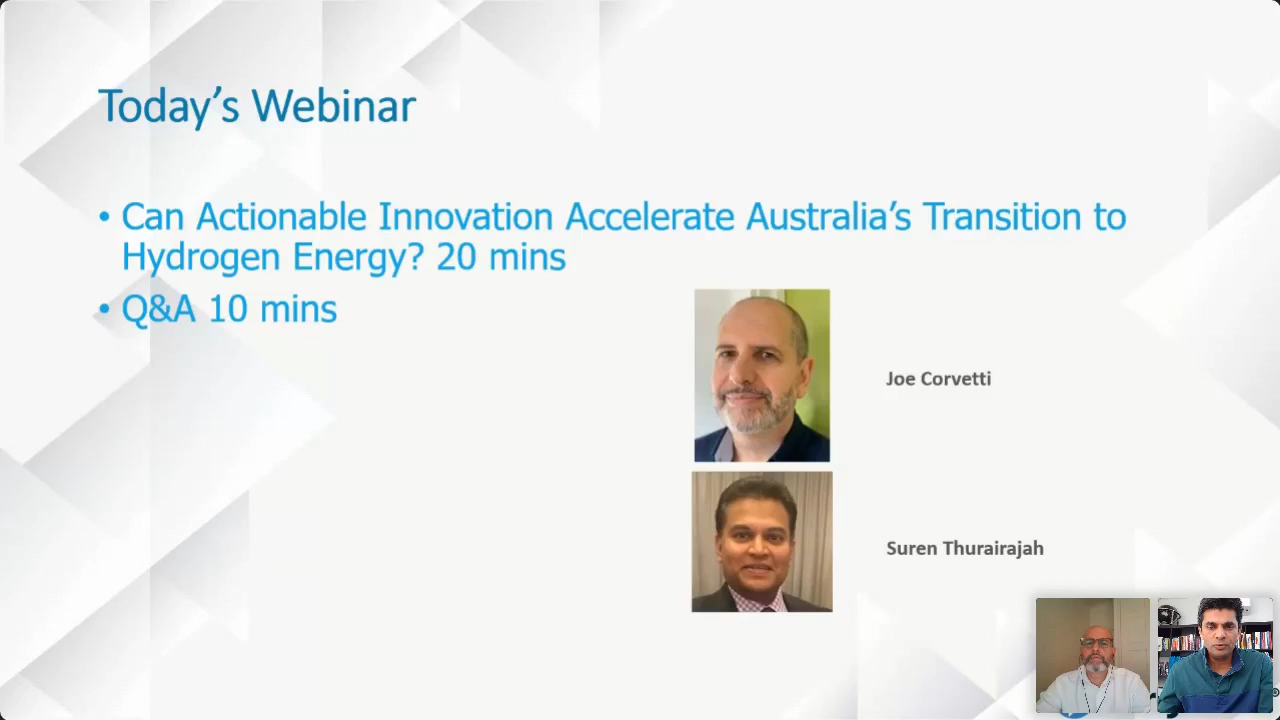 Today's Webinar
• Can Actionable Innovation Accelerate Australia's Transition to
Hydrogen Energy? 20 mins
• Q&A 10 mins
Joe Corvetti
Suren Thurairajah